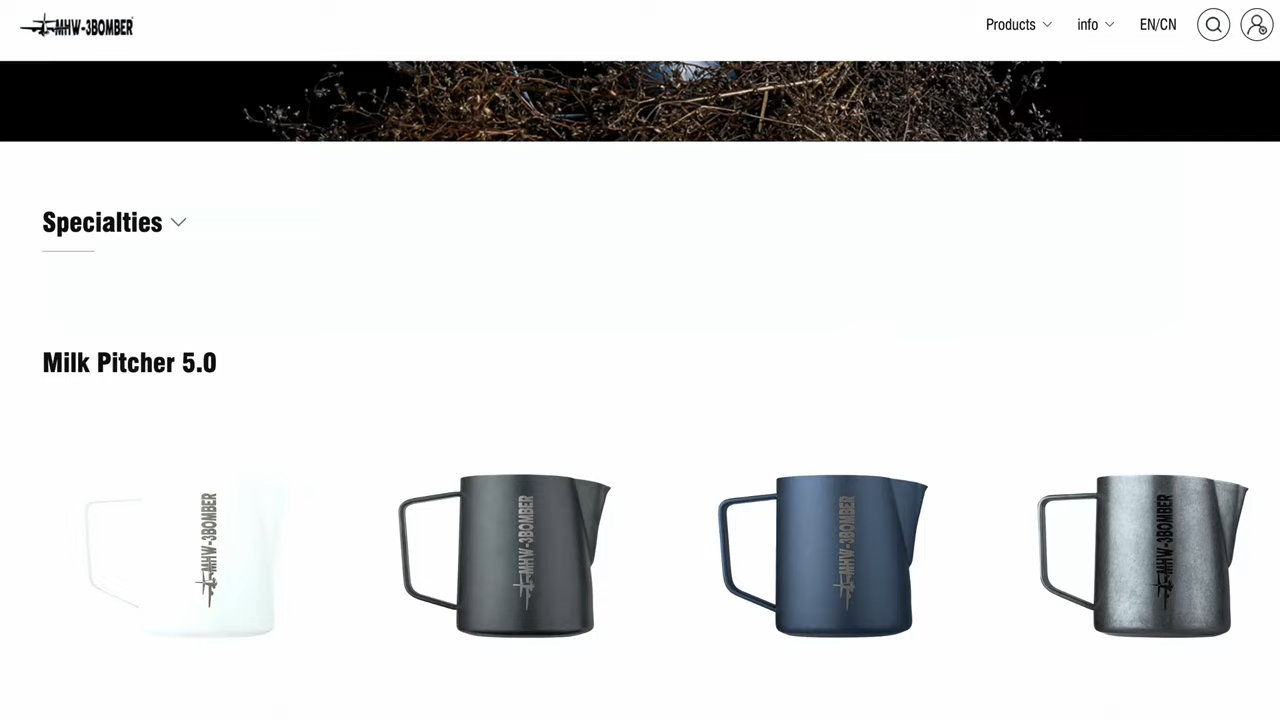 MHW-3BOMBER
Products
info
EN/CN
Specialties
Milk Pitcher 5.0
MHW-3BOMBER
MHW-3BOMBER
MHW-3BOMBER
MHW-3BOMBER